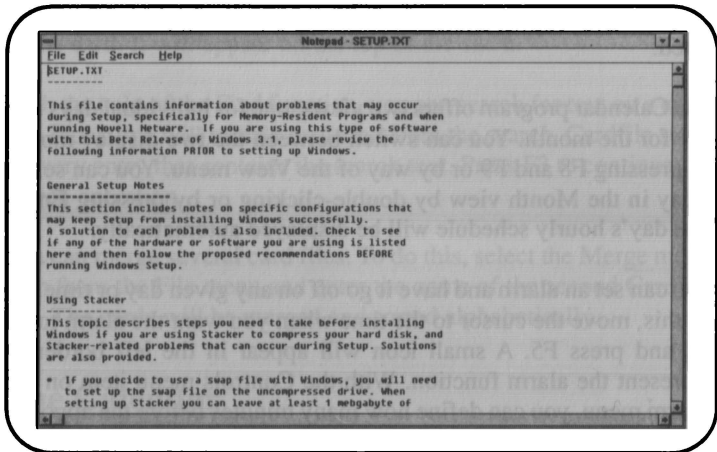 Notepad - SETUP.TXT
File Edit Search Help
SETUP.TXT
---------
This file contains information about problems that may occur
during Setup, specifically for Memory-Resident Programs and when
running Novell Netware. If you are using this type of software
with this Beta Release of Windows 3.1, please review the
following information PRIOR to setting up Windows.
General Setup Notes
-------------------
This section includes notes on specific configurations that
may keep Setup from installing Windows successfully.
A solution to each problem is also included. Check to see
if any of the hardware or software you are using is listed
here and then follow the proposed recommendations BEFORE
running Windows Setup.
Using Stacker
-------------
This topic describes steps you need to take before installing
Windows if you are using Stacker to compress your hard disk, and
Stacker-related problems that can occur during Setup. Solutions
are also provided.
If you decide to use a swap file with Windows, you will need
to set up the swap file on the uncompressed drive. When
setting up Stacker you can leave at least 1 mebgabyte of